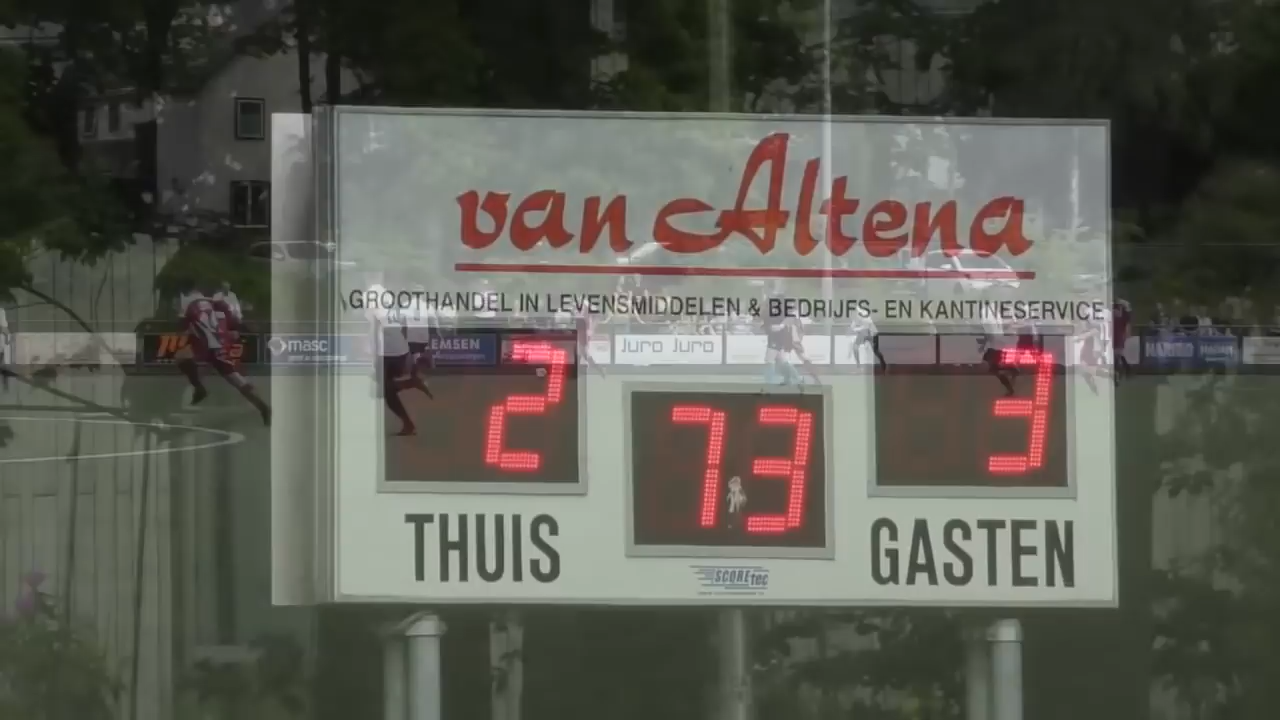 van Altena
GROOTHANDEL IN LEVENSMIDDELEN & BEDRIJFS- EN KANTINESERVICE
masc
Juro Juro
2
73
3
THUIS
GASTEN
SCOREtec